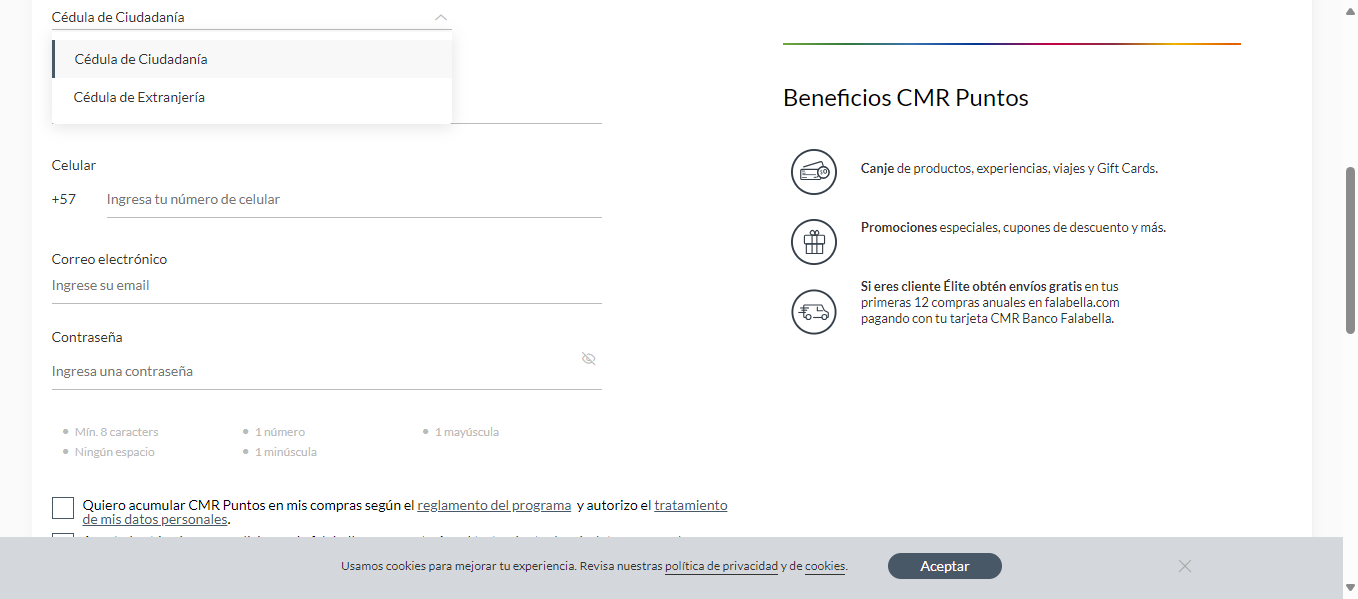 Cédula de Ciudadanía
Cédula de Ciudadanía
Cédula de Extranjería
Celular
+57 Ingresa tu número de celular
Correo electrónico
Ingrese su email
Contraseña
Ingresa una contraseña
Mín. 8 caracters
1 número
1 mayúscula
Ningún espacio
1 minúscula
Quiero acumular CMR Puntos en mis compras según el reglamento del programa y autorizo el tratamiento
de mis datos personales.
Beneficios CMR Puntos
Canje de productos, experiencias, viajes y Gift Cards.
Promociones especiales, cupones de descuento y más.
Si eres cliente Élite obtén envíos gratis en tus
primeras 12 compras anuales en falabella.com
pagando con tu tarjeta CMR Banco Falabella.
Usamos cookies para mejorar tu experiencia. Revisa nuestras política de privacidad y de cookies.
Aceptar